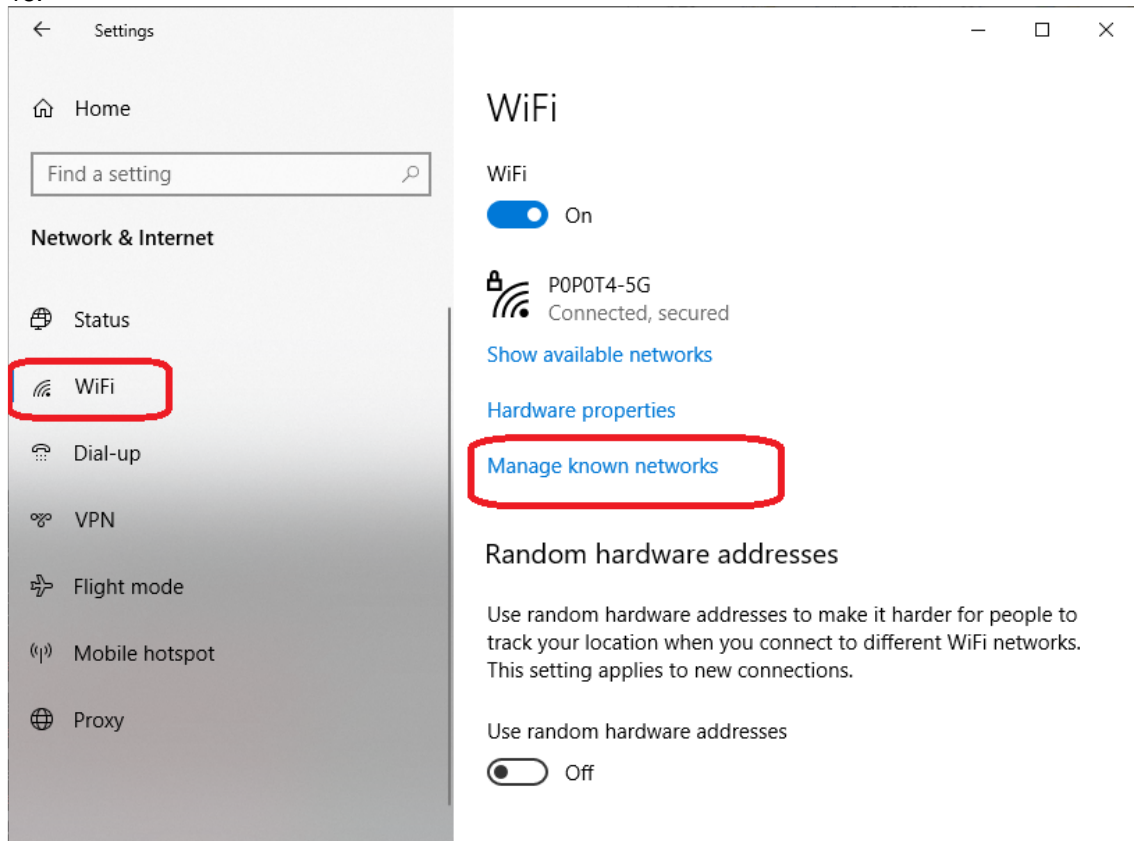 Settings
Home
Find a setting
Network & Internet
Status
WiFi
Dial-up
VPN
Flight mode
Mobile hotspot
Proxy
WiFi
WiFi
On
P0P0T4-5G
Connected, secured
Show available networks
Hardware properties
Manage known networks
Random hardware addresses
Use random hardware addresses to make it harder for people to
track your location when you connect to different WiFi networks.
This setting applies to new connections.
Use random hardware addresses
Off